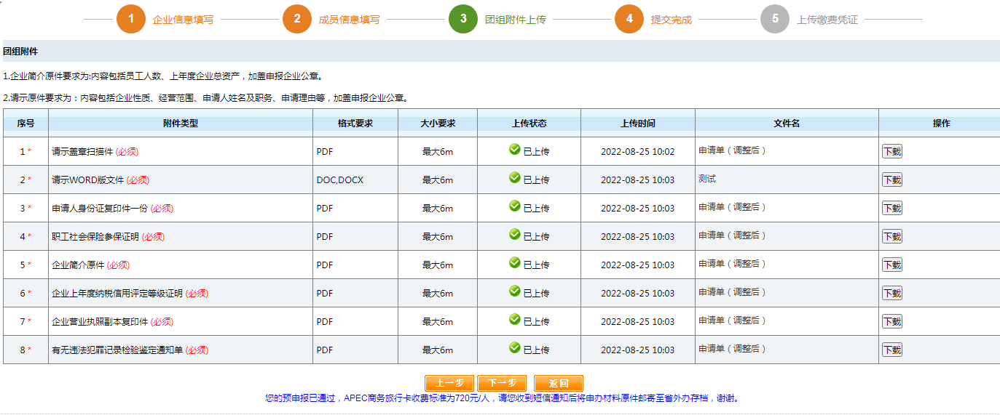 1 企业信息填写 2 成员信息填写 3 团组附件上传 4 提交完成 5 上传缴费凭证
团组附件
1.企业简介原件要求为:内容包括员工人数、上年度企业总资产，加盖申报企业公章。
2.请示原件要求为：内容包括企业性质、经营范围、申请人姓名及职务、申请理由等，加盖申报企业公章。
序号 附件类型 格式要求 大小要求 上传状态 上传时间 文件名 操作
1 * 请示盖章扫描件 (必须) PDF 最大6m 已上传 2022-08-25 10:02 申请单（调整后） 下载
2 * 请示WORD版文件 (必须) DOC,DOCX 最大6m 已上传 2022-08-25 10:03 测试 下载
3 * 申请人身份证复印件一份 (必须) PDF 最大6m 已上传 2022-08-25 10:03 申请单（调整后） 下载
4 * 职工社会保险参保证明 (必须) PDF 最大6m 已上传 2022-08-25 10:03 申请单（调整后） 下载
5 * 企业简介原件 (必须) PDF 最大6m 已上传 2022-08-25 10:03 申请单（调整后） 下载
6 * 企业上年度纳税信用评定等级证明 (必须) PDF 最大6m 已上传 2022-08-25 10:03 申请单（调整后） 下载
7 * 企业营业执照副本复印件 (必须) PDF 最大6m 已上传 2022-08-25 10:03 申请单（调整后） 下载
8 * 有无违法犯罪记录检验鉴定通知单 (必须) PDF 最大6m 已上传 2022-08-25 10:03 申请单（调整后） 下载
上一步 下一步 返回
您的预申报已通过，APEC商务旅行卡收费标准为720元/人，请您收到短信通知后将申办材料原件邮寄至省外办存档，谢谢。